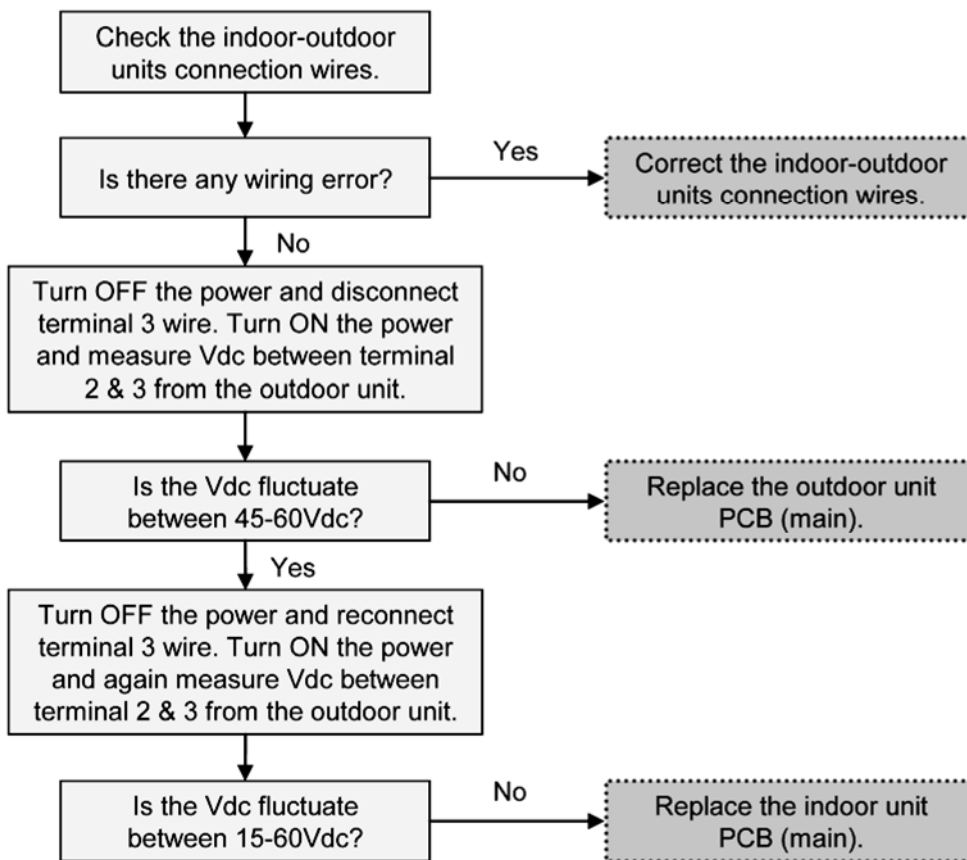 Check the indoor-outdoor
units connection wires.
Is there any wiring error?
Yes
Correct the indoor-outdoor
units connection wires.
No
Turn OFF the power and disconnect
terminal 3 wire. Turn ON the power
and measure Vdc between terminal
2 & 3 from the outdoor unit.
Is the Vdc fluctuate
between 45-60Vdc?
No
Replace the outdoor unit
PCB (main).
Yes
Turn OFF the power and reconnect
terminal 3 wire. Turn ON the power
and again measure Vdc between
terminal 2 & 3 from the outdoor unit.
Is the Vdc fluctuate
between 15-60Vdc?
No
Replace the indoor unit
PCB (main).